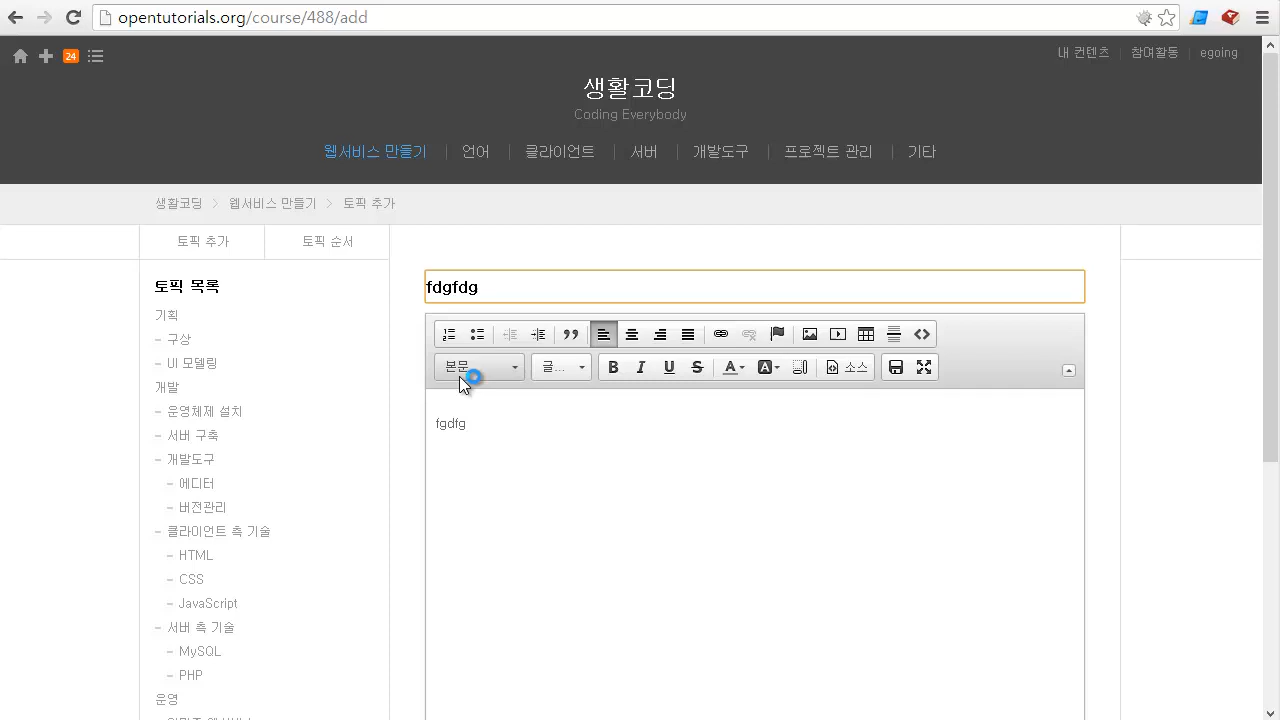 opentutorials.org/course/488/add
24
내 컨텐츠
참여활동
egoing
생활코딩
Coding Everybody
웹서비스 만들기
언어
클라이언트
서버
개발도구
프로젝트 관리
기타
생활코딩
웹서비스 만들기
토픽 추가
토픽 추가
토픽 순서
토픽 목록
기획
- 구상
- UI 모델링
개발
- 운영체제 설치
- 서버 구축
- 개발도구
- 에디터
- 버전관리
- 클라이언트 측 기술
- HTML
- CSS
- JavaScript
- 서버 측 기술
- MySQL
- PHP
운영
fdgfdg
본문
글...
B I U S A A 소스
fgdfg